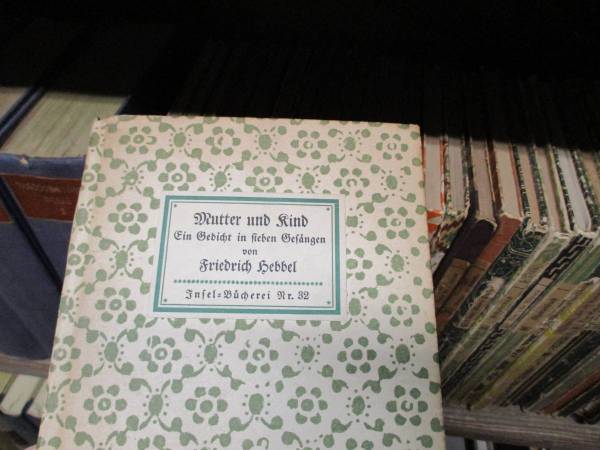 Mutter und Kind
Ein Gedicht in sieben Gesängen
von
Friedrich Hebbel
Insel-Bücherei Nr. 32